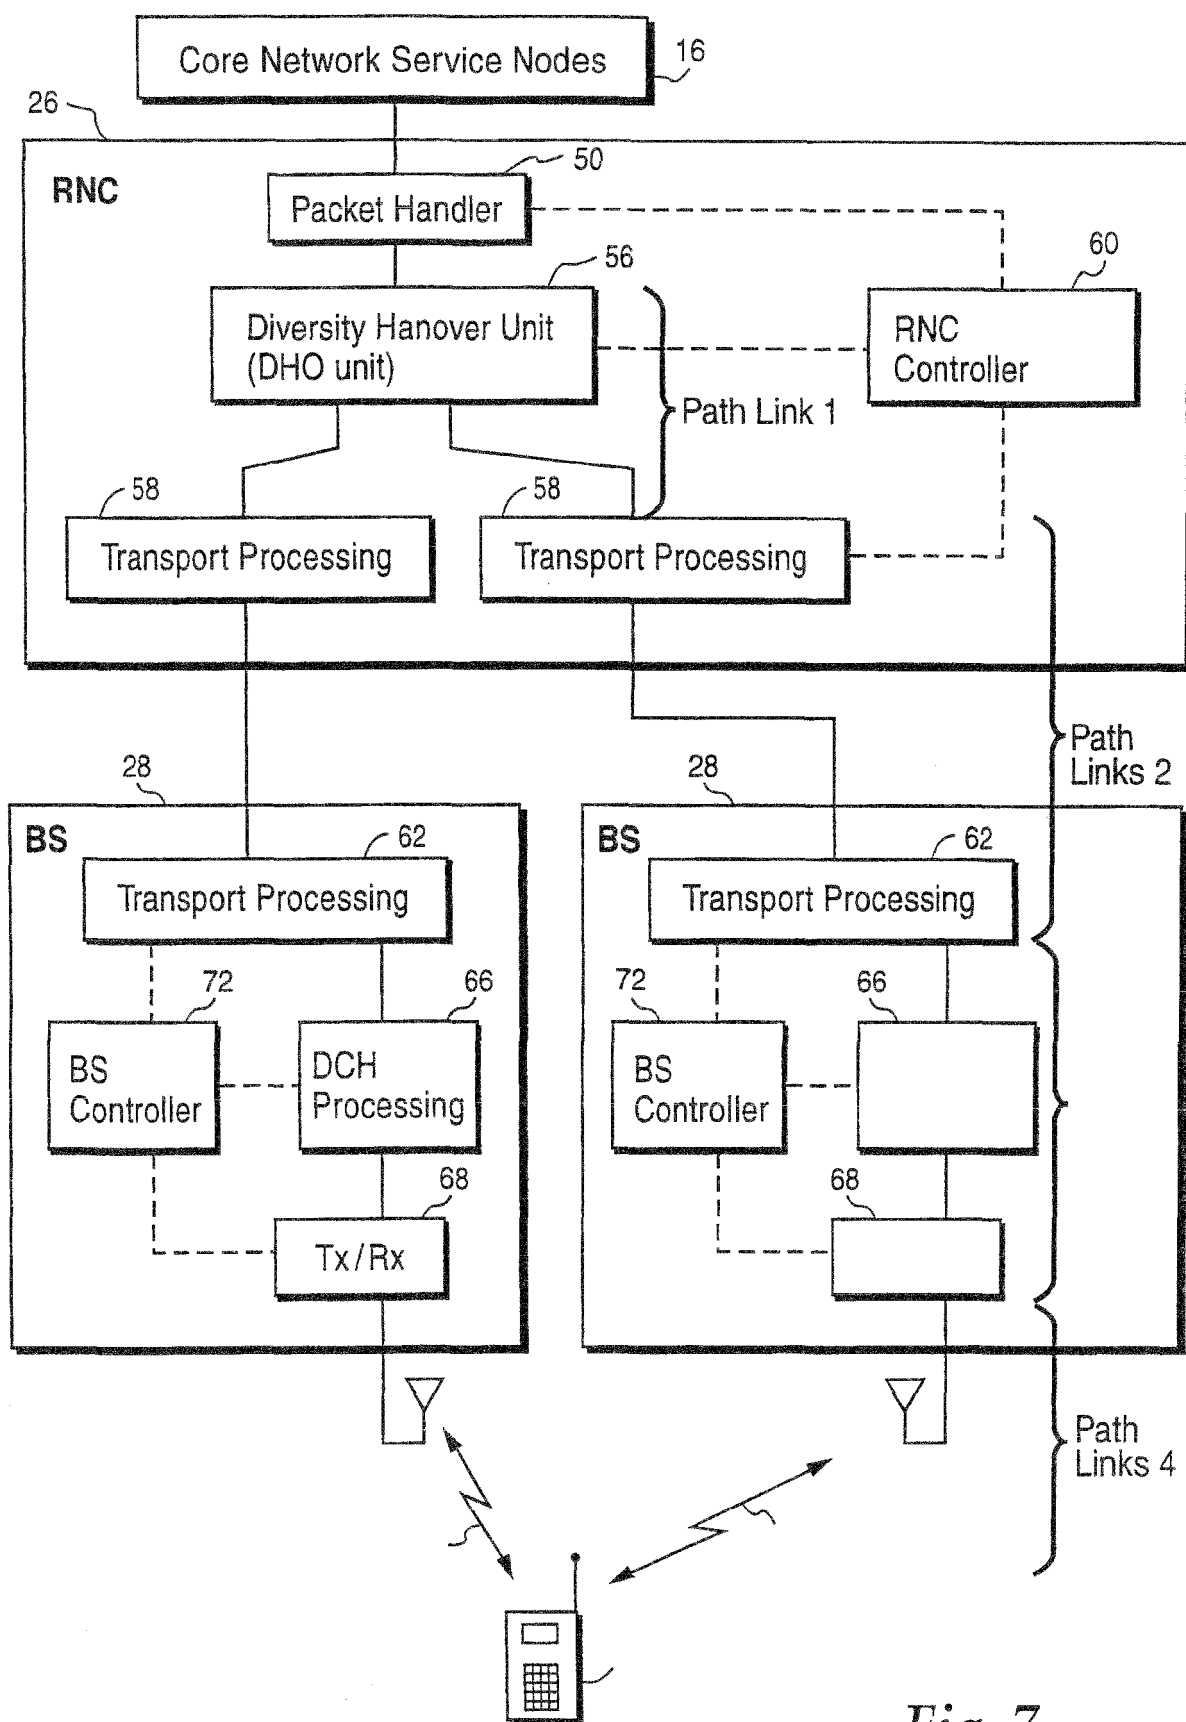 Core Network Service Nodes
16
26
RNC
50
Packet Handler
56
Diversity Hanover Unit
(DHO unit)
60
RNC
Controller
Path Link 1
58
Transport Processing
58
Transport Processing
Path
Links 2
28
BS
62
Transport Processing
72
BS
Controller
66
DCH
Processing
68
Tx/Rx
28
BS
62
Transport Processing
72
BS
Controller
66
68
Path
Links 4
Fig. 7